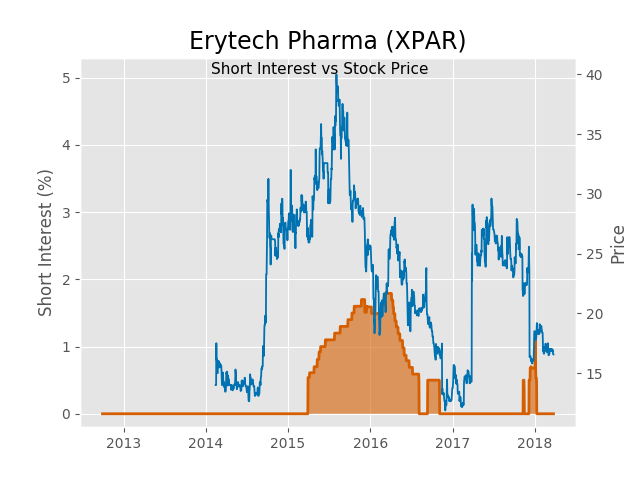 Erytech Pharma (XPAR)
Short Interest vs Stock Price
Short Interest (%)
5
4
3
2
1
0
40
35
30
25
20
15
Price
2013 2014 2015 2016 2017 2018